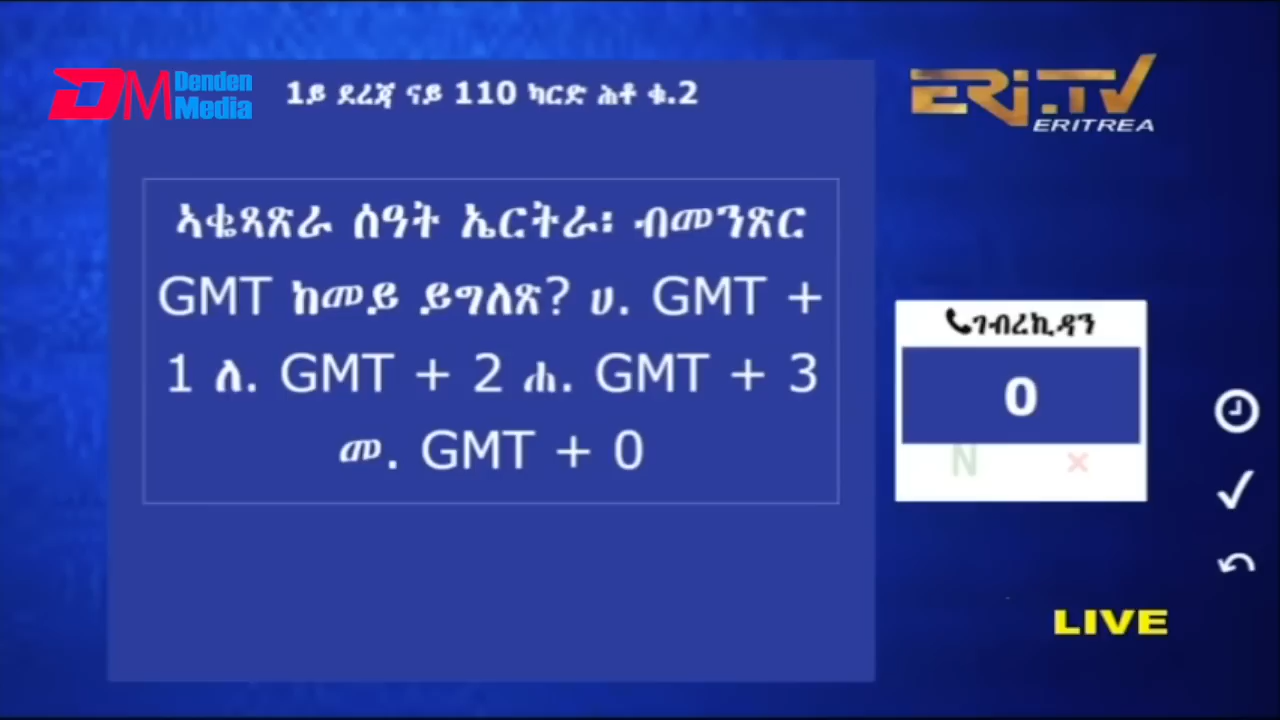 DM Denden
Media
1ይ ደረጃ ናይ 110 ካርድ ሕቶ ቁ.2
ERi.TV
ERITREA
ኣቈጻጽራ ሰዓት ኤርትራ፡ ብመንጽር
GMT ከመይ ይግለጽ? ሀ. GMT +
1 ለ. GMT + 2 ሐ. GMT + 3
መ. GMT + 0
ገብረኪዳን
0
N ×
LIVE